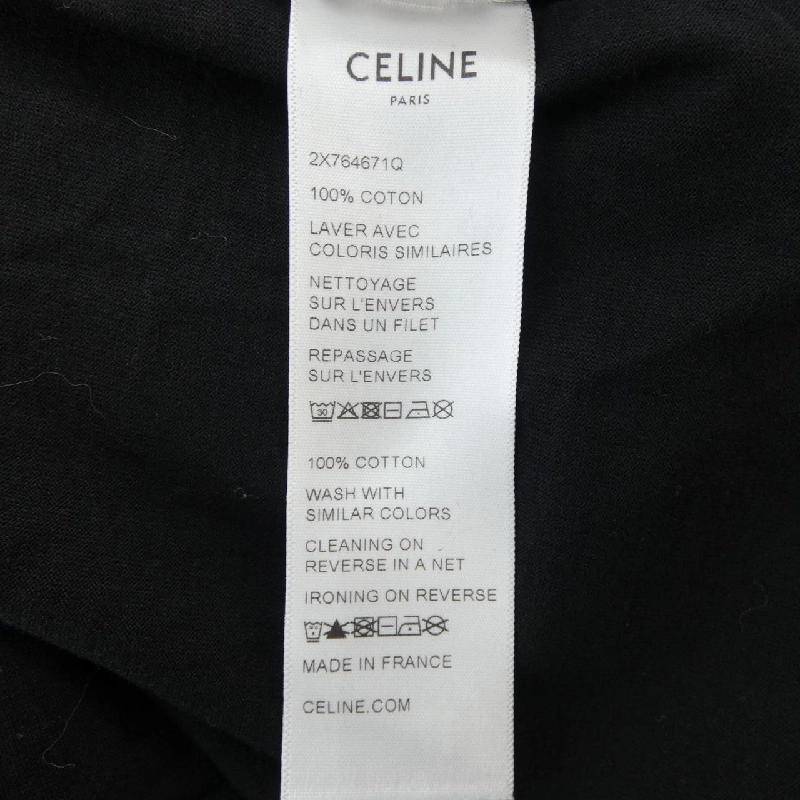 CELINE
PARIS
2X764671Q
100% COTON
LAVER AVEC
COLORIS SIMILAIRES
NETTOYAGE
SUR L'ENVERS
DANS UN FILET
REPASSAGE
SUR L'ENVERS
30
100% COTTON
WASH WITH
SIMILAR COLORS
CLEANING ON
REVERSE IN A NET
IRONING ON REVERSE
MADE IN FRANCE
CELINE.COM